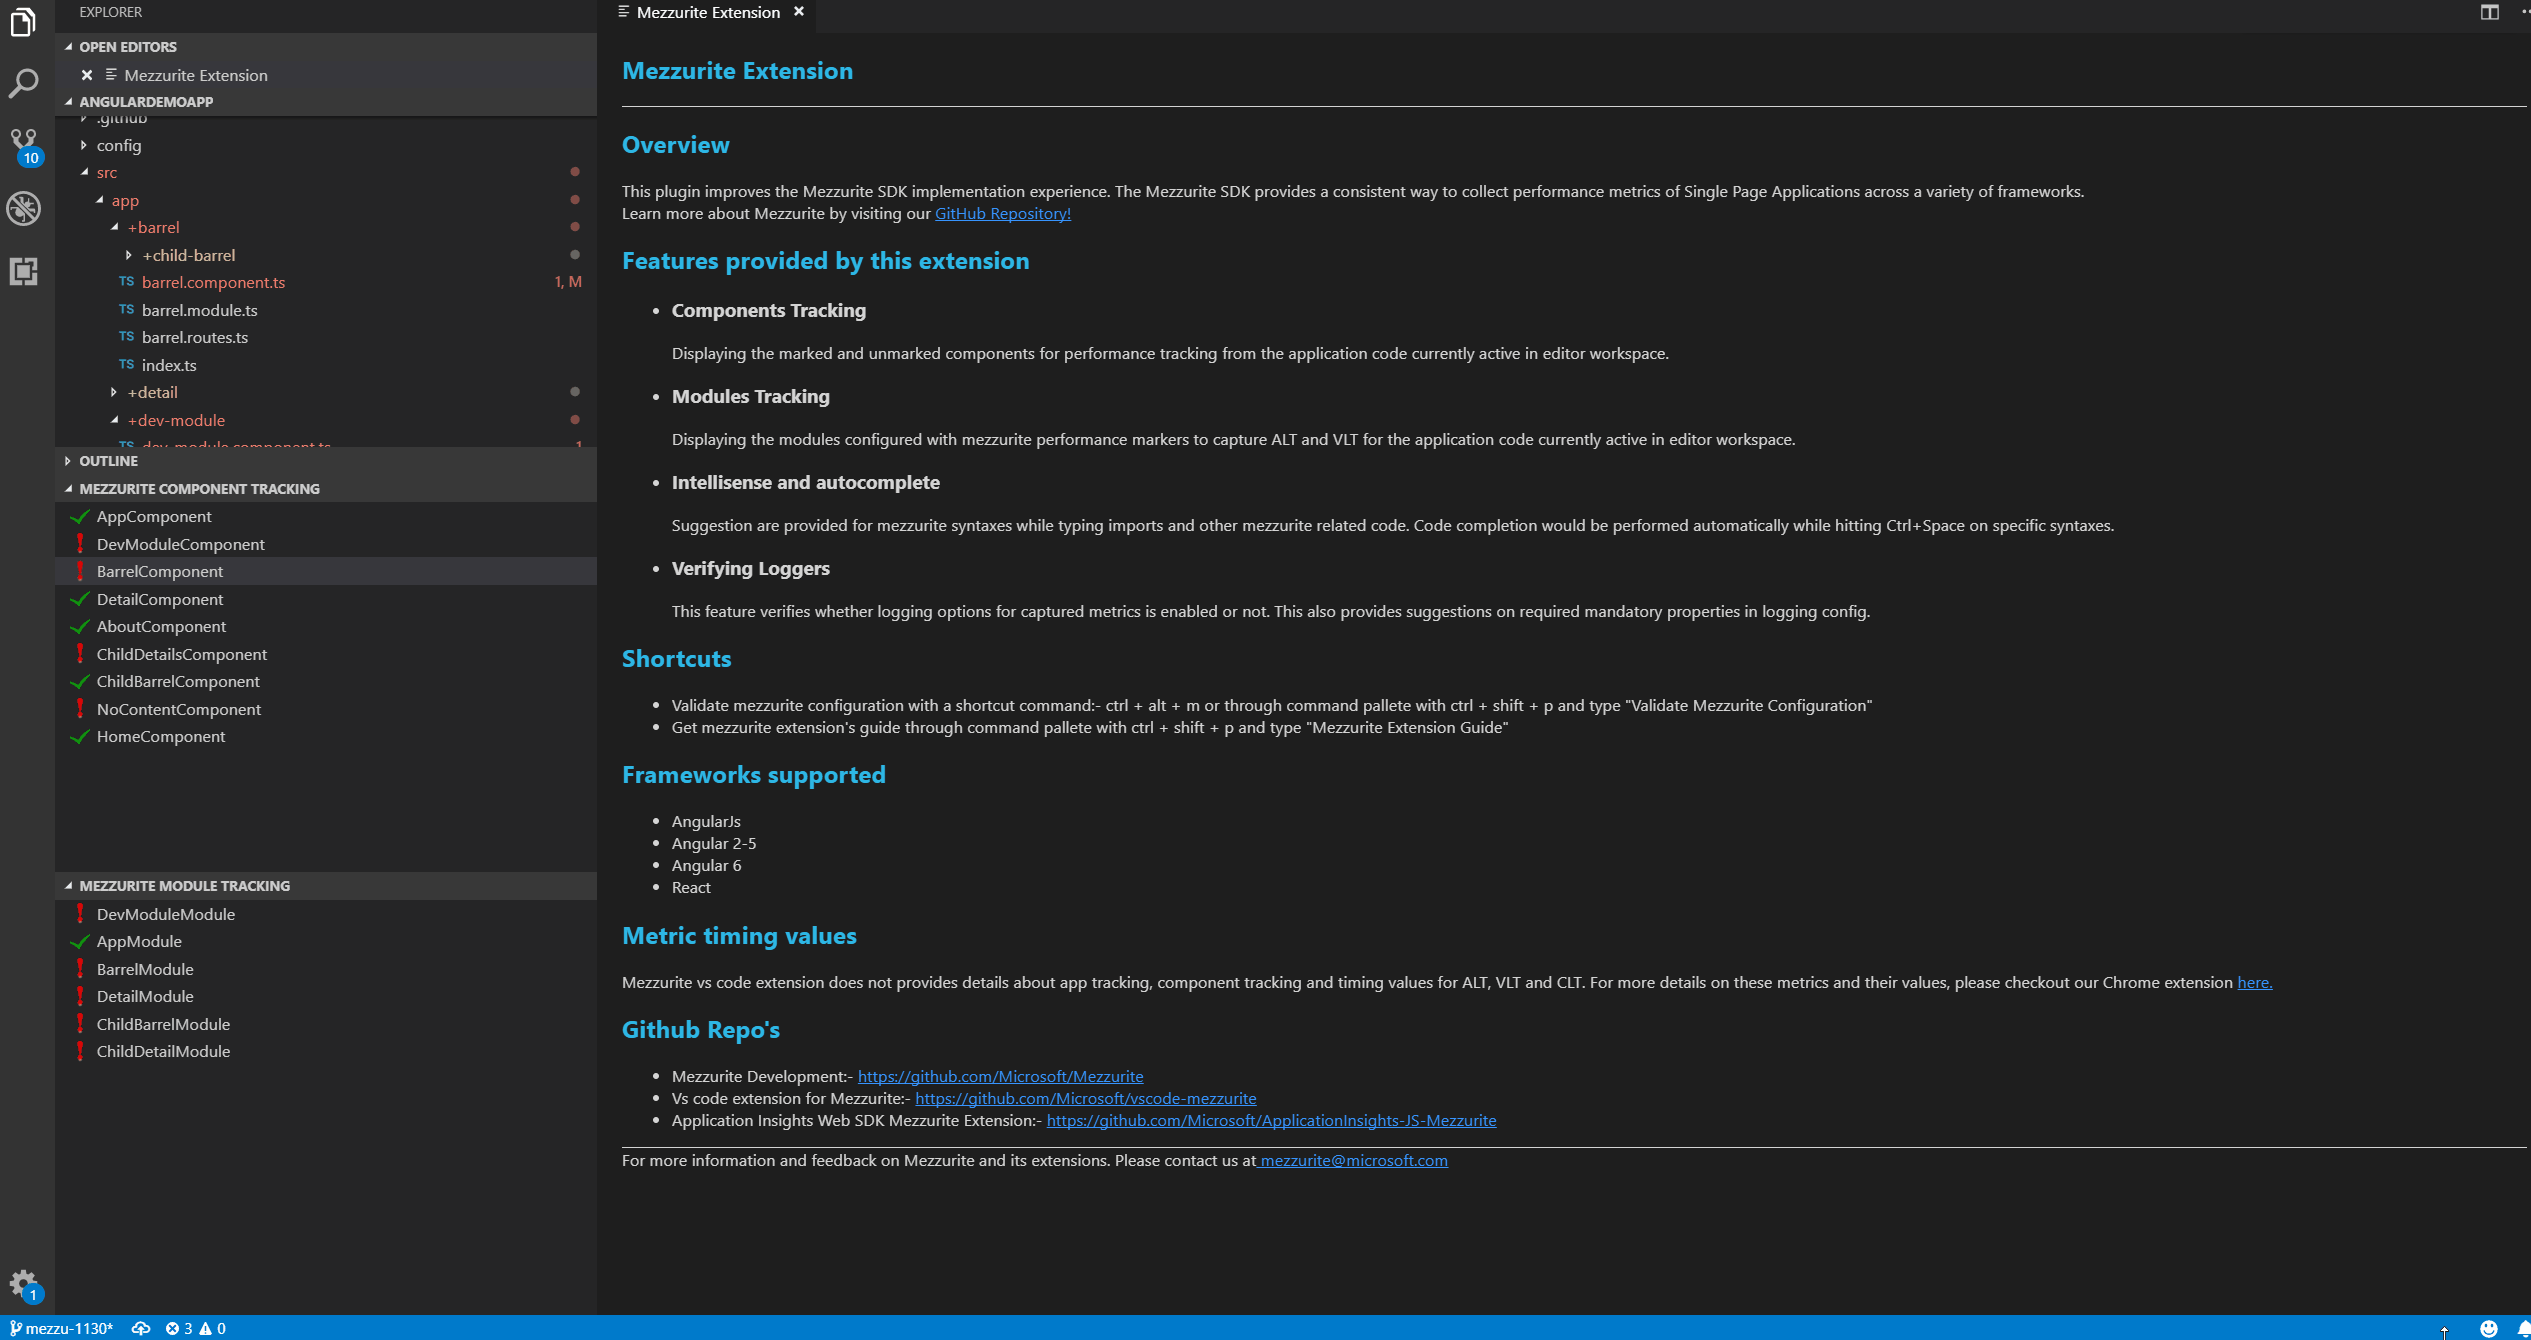 EXPLORER
OPEN EDITORS
Mezzurite Extension
ANGULARDEMOAPP
.github
config
src
app
+barrel
+child-barrel
TS barrel.component.ts 1, M
TS barrel.module.ts
TS barrel.routes.ts
TS index.ts
+detail
+dev-module
TS dev-module.component.ts 1
OUTLINE
MEZZURITE COMPONENT TRACKING
AppComponent
DevModuleComponent
BarrelComponent
DetailComponent
AboutComponent
ChildDetailsComponent
ChildBarrelComponent
NoContentComponent
HomeComponent
MEZZURITE MODULE TRACKING
DevModuleModule
AppModule
BarrelModule
DetailModule
ChildBarrelModule
ChildDetailModule
10
1
Mezzurite Extension
Mezzurite Extension
Overview
This plugin improves the Mezzurite SDK implementation experience. The Mezzurite SDK provides a consistent way to collect performance metrics of Single Page Applications across a variety of frameworks.
Learn more about Mezzurite by visiting our GitHub Repository!
Features provided by this extension
• Components Tracking
Displaying the marked and unmarked components for performance tracking from the application code currently active in editor workspace.
• Modules Tracking
Displaying the modules configured with mezzurite performance markers to capture ALT and VLT for the application code currently active in editor workspace.
• Intellisense and autocomplete
Suggestion are provided for mezzurite syntaxes while typing imports and other mezzurite related code. Code completion would be performed automatically while hitting Ctrl+Space on specific syntaxes.
• Verifying Loggers
This feature verifies whether logging options for captured metrics is enabled or not. This also provides suggestions on required mandatory properties in logging config.
Shortcuts
• Validate mezzurite configuration with a shortcut command:- ctrl + alt + m or through command pallete with ctrl + shift + p and type "Validate Mezzurite Configuration"
• Get mezzurite extension's guide through command pallete with ctrl + shift + p and type "Mezzurite Extension Guide"
Frameworks supported
• AngularJs
• Angular 2-5
• Angular 6
• React
Metric timing values
Mezzurite vs code extension does not provides details about app tracking, component tracking and timing values for ALT, VLT and CLT. For more details on these metrics and their values, please checkout our Chrome extension here.
Github Repo's
• Mezzurite Development:- https://github.com/Microsoft/Mezzurite
• Vs code extension for Mezzurite:- https://github.com/Microsoft/vscode-mezzurite
• Application Insights Web SDK Mezzurite Extension:- https://github.com/Microsoft/ApplicationInsights-JS-Mezzurite
For more information and feedback on Mezzurite and its extensions. Please contact us at mezzurite@microsoft.com
mezzu-1130* 3 0